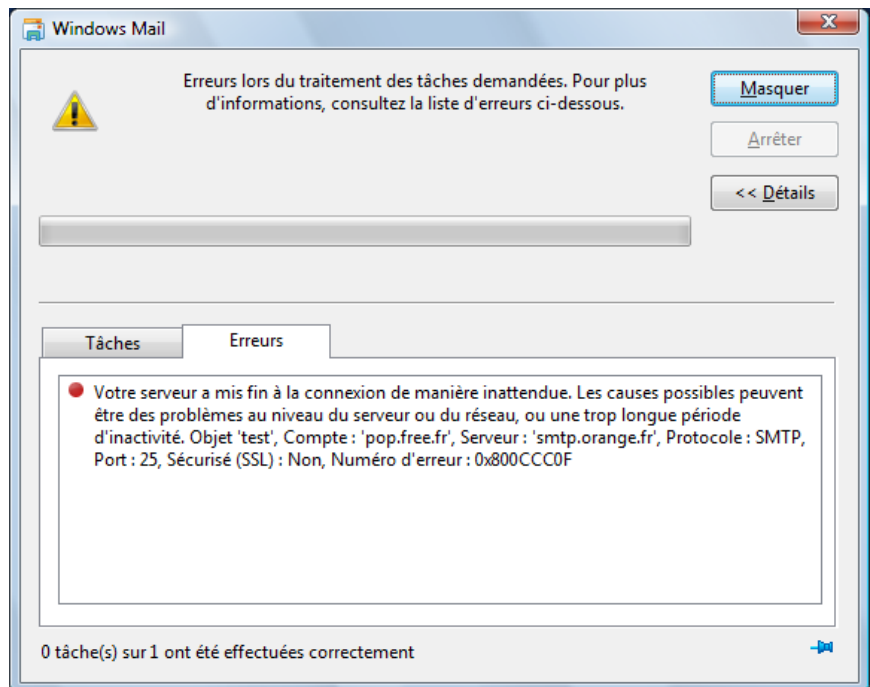 Windows Mail
Erreurs lors du traitement des tâches demandées. Pour plus
d'informations, consultez la liste d'erreurs ci-dessous.
Masquer
Arrêter
<< Détails
Tâches
Erreurs
Votre serveur a mis fin à la connexion de manière inattendue. Les causes possibles peuvent
être des problèmes au niveau du serveur ou du réseau, ou une trop longue période
d'inactivité. Objet 'test', Compte : 'pop.free.fr', Serveur : 'smtp.orange.fr', Protocole : SMTP,
Port : 25, Sécurisé (SSL) : Non, Numéro d'erreur : 0x800CCC0F
0 tâche(s) sur 1 ont été effectuées correctement